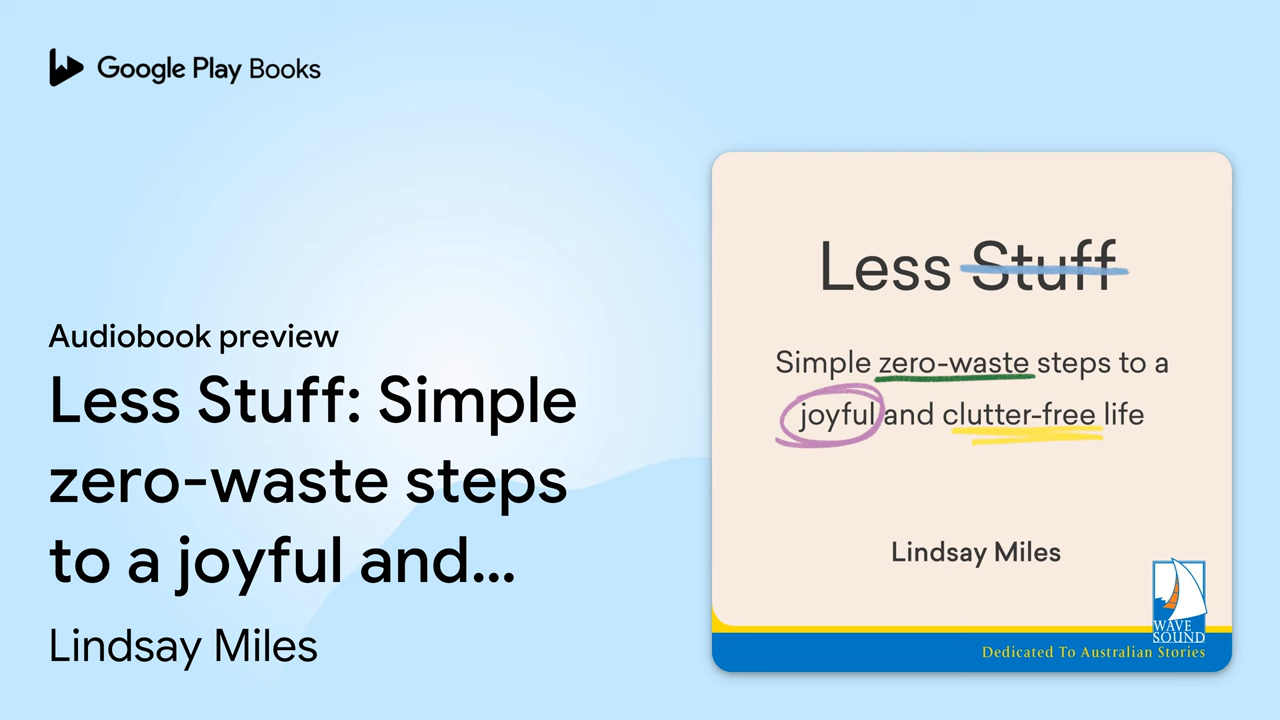 Google Play Books
Audiobook preview
Less Stuff: Simple
zero-waste steps
to a joyful and...
Lindsay Miles
Less Stuff
Simple zero-waste steps to a
joyful and clutter-free life
Lindsay Miles
WAVE
SOUND
Dedicated To Australian Stories